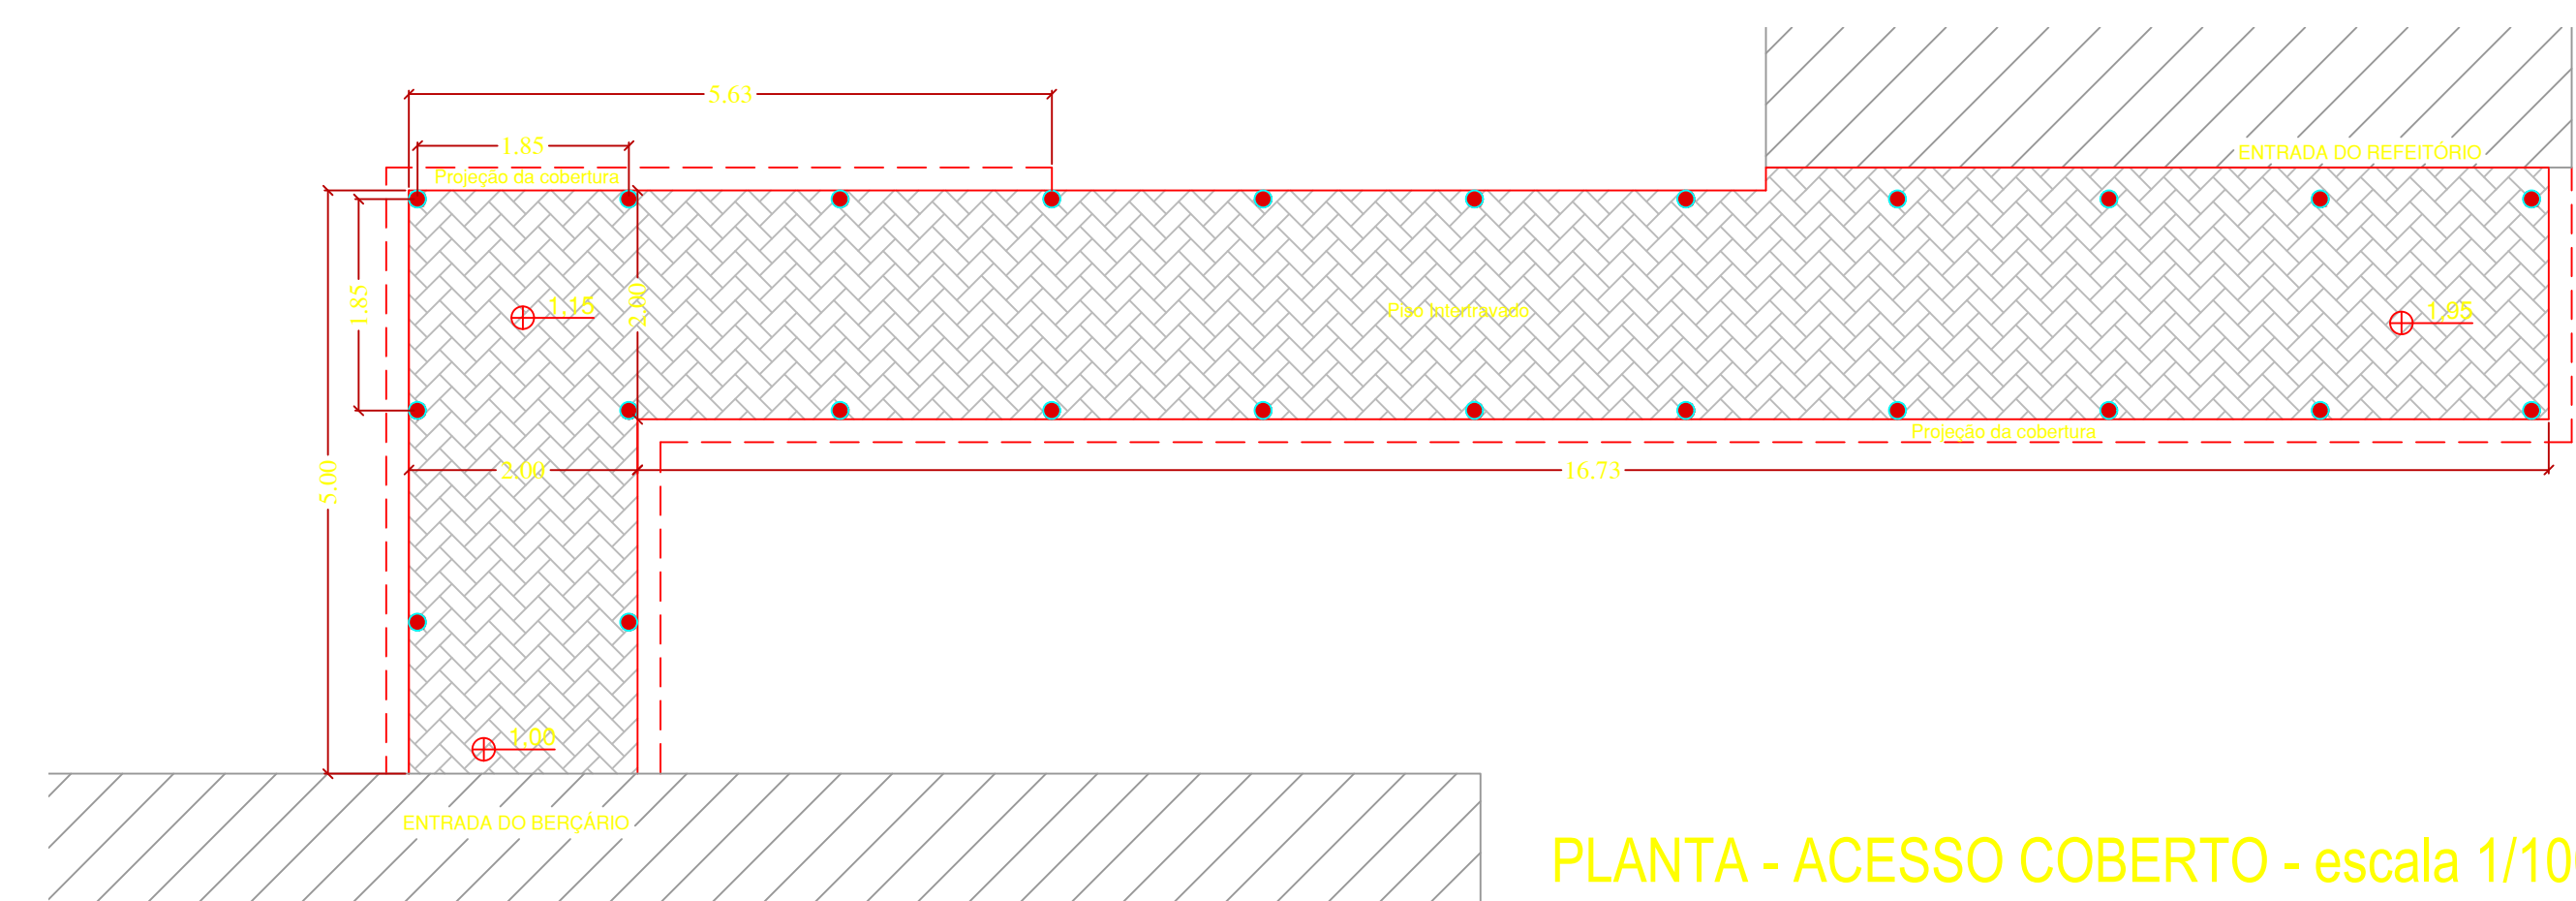 5.63
1.85
ENTRADA DO REFEITÓRIO
Projeção da cobertura
1.85
1,15
2.00
Piso Intertravado
1,95
Projeção da cobertura
5.00
2.00
16.73
1,00
ENTRADA DO BERÇÁRIO
PLANTA - ACESSO COBERTO - escala 1/10